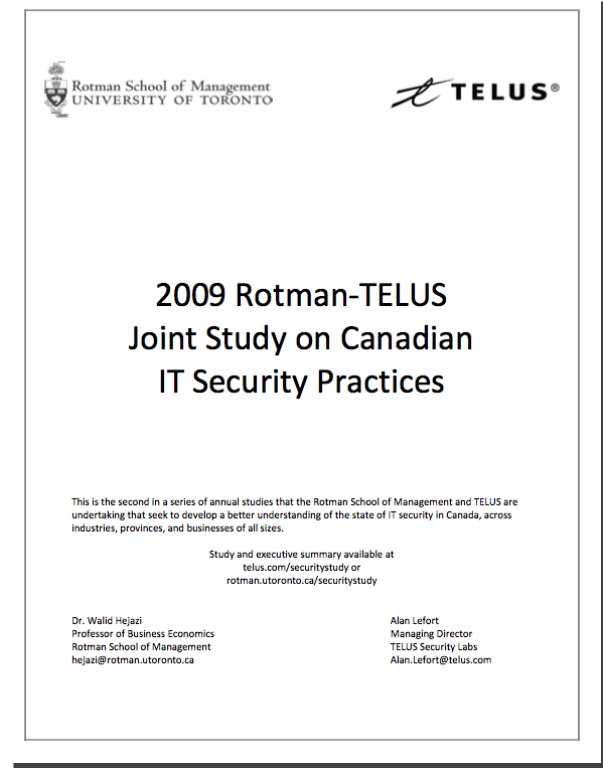 Rotman School of Management
UNIVERSITY OF TORONTO
TELUS®
2009 Rotman-TELUS
Joint Study on Canadian
IT Security Practices
This is the second in a series of annual studies that the Rotman School of Management and TELUS are
undertaking that seek to develop a better understanding of the state of IT security in Canada, across
industries, provinces, and businesses of all sizes.
Study and executive summary available at
telus.com/securitystudy or
rotman.utoronto.ca/securitystudy
Dr. Walid Hejazi
Professor of Business Economics
Rotman School of Management
hejazi@rotman.utoronto.ca
Alan Lefort
Managing Director
TELUS Security Labs
Alan.Lefort@telus.com